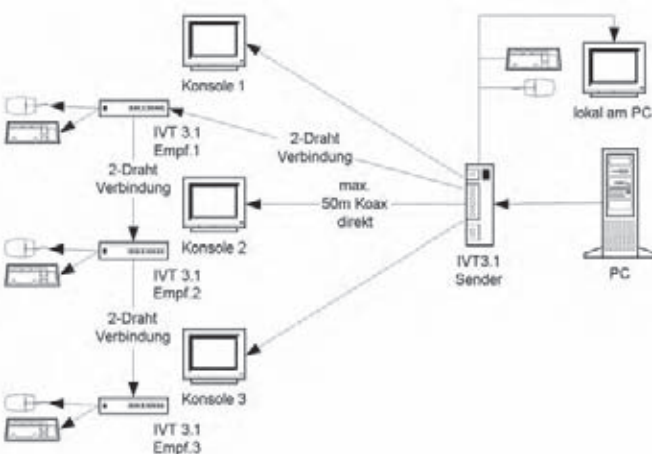 Konsole 1
lokal am PC
IVT 3.1
Empf.1
2-Draht
Verbindung
2-Draht
Verbindung
max.
50m Koax
direkt
Konsole 2
IVT3.1
Sender
PC
IVT 3.1
Empf.2
2-Draht
Verbindung
Konsole 3
IVT 3.1
Empf.3